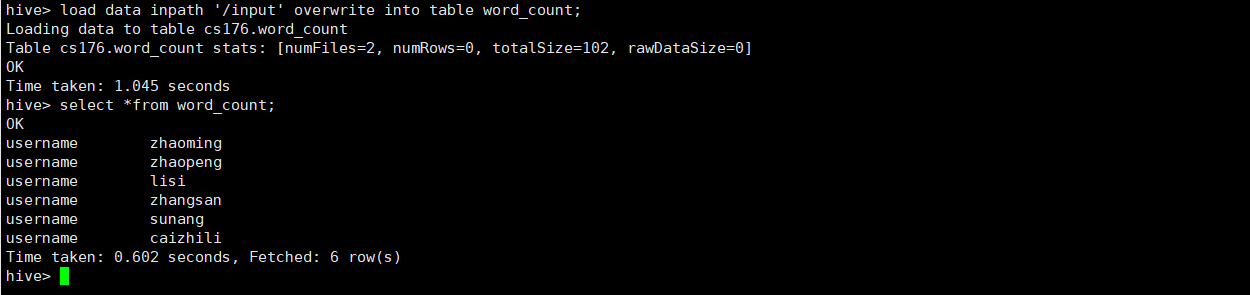 hive> load data inpath '/input' overwrite into table word_count;
Loading data to table cs176.word_count
Table cs176.word_count stats: [numFiles=2, numRows=0, totalSize=102, rawDataSize=0]
OK
Time taken: 1.045 seconds
hive> select *from word_count;
OK
username        zhaoming
username        zhaopeng
username        lisi
username        zhangsan
username        sunang
username        caizhili
Time taken: 0.602 seconds, Fetched: 6 row(s)
hive>